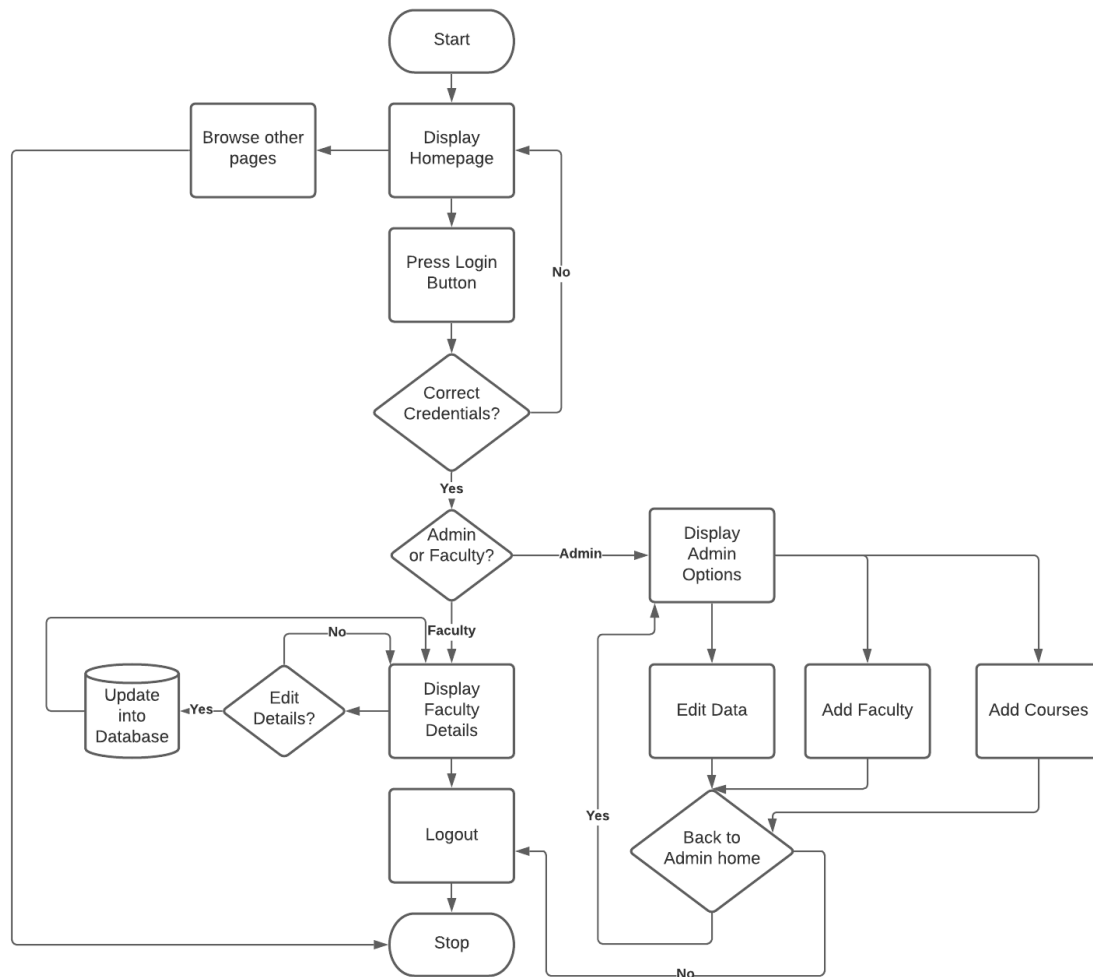 Start
Browse other
pages
Display
Homepage
Press Login
Button
No
Correct
Credentials?
Yes
Admin
or Faculty?
Admin
Display
Admin
Options
Faculty
No
Update
into
Database
Yes
Edit
Details?
Display
Faculty
Details
Edit Data
Add Faculty
Add Courses
Logout
Yes
Back to
Admin home
Stop
No